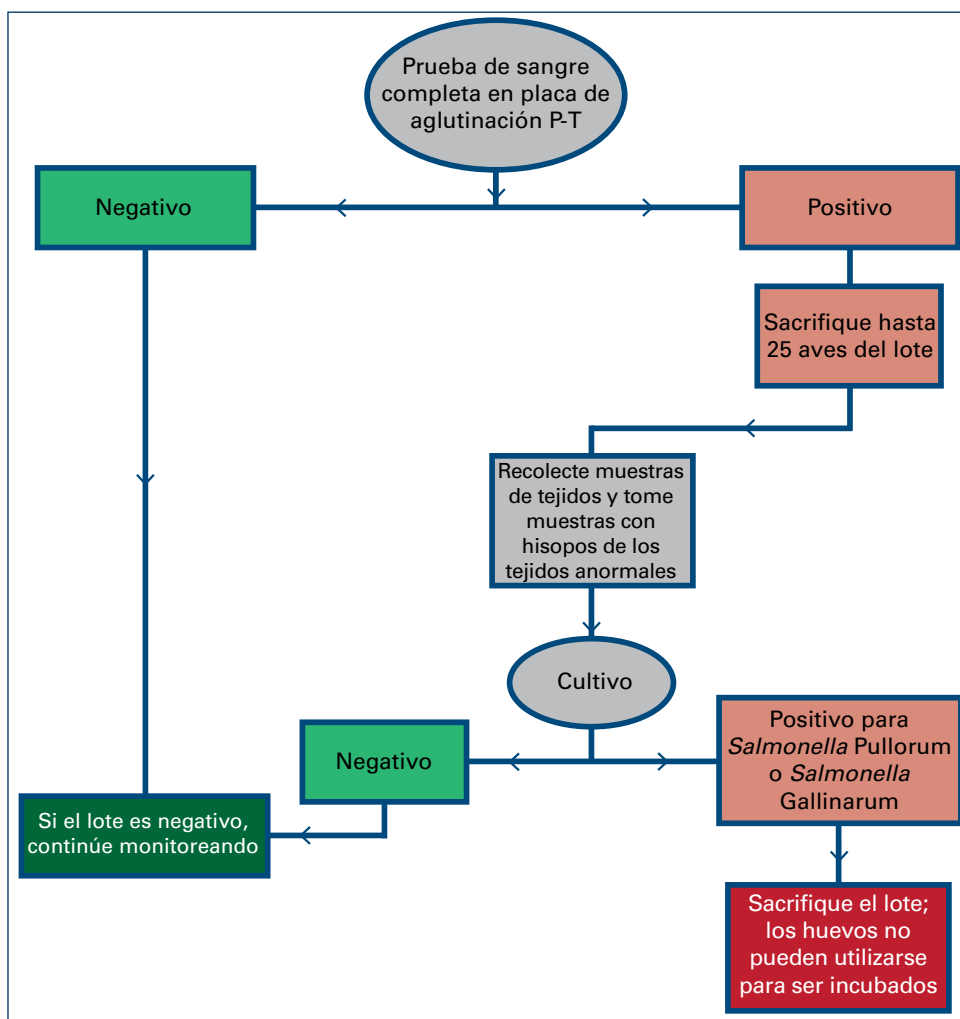 Prueba de sangre
completa en placa de
aglutinación P-T
Negativo
Positivo
Sacrifique hasta
25 aves del lote
Recolecte muestras
de tejidos y tome
muestras con
hisopos de los
tejidos anormales
Cultivo
Negativo
Positivo para
Salmonella Pullorum
o Salmonella
Gallinarum
Si el lote es negativo,
continúe monitoreando
Sacrifique el lote;
los huevos no
pueden utilizarse
para ser incubados